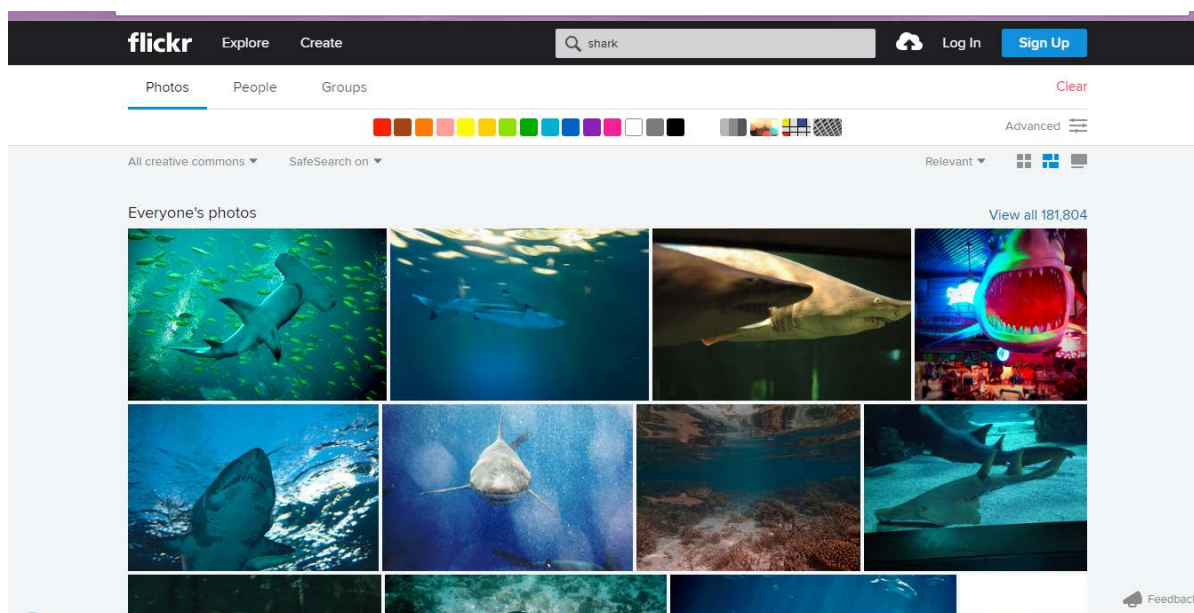 flickr Explore Create shark Log In Sign Up
Photos People Groups Clear
Advanced
All creative commons SafeSearch on Relevant
Everyone's photos View all 181,804
Feedback